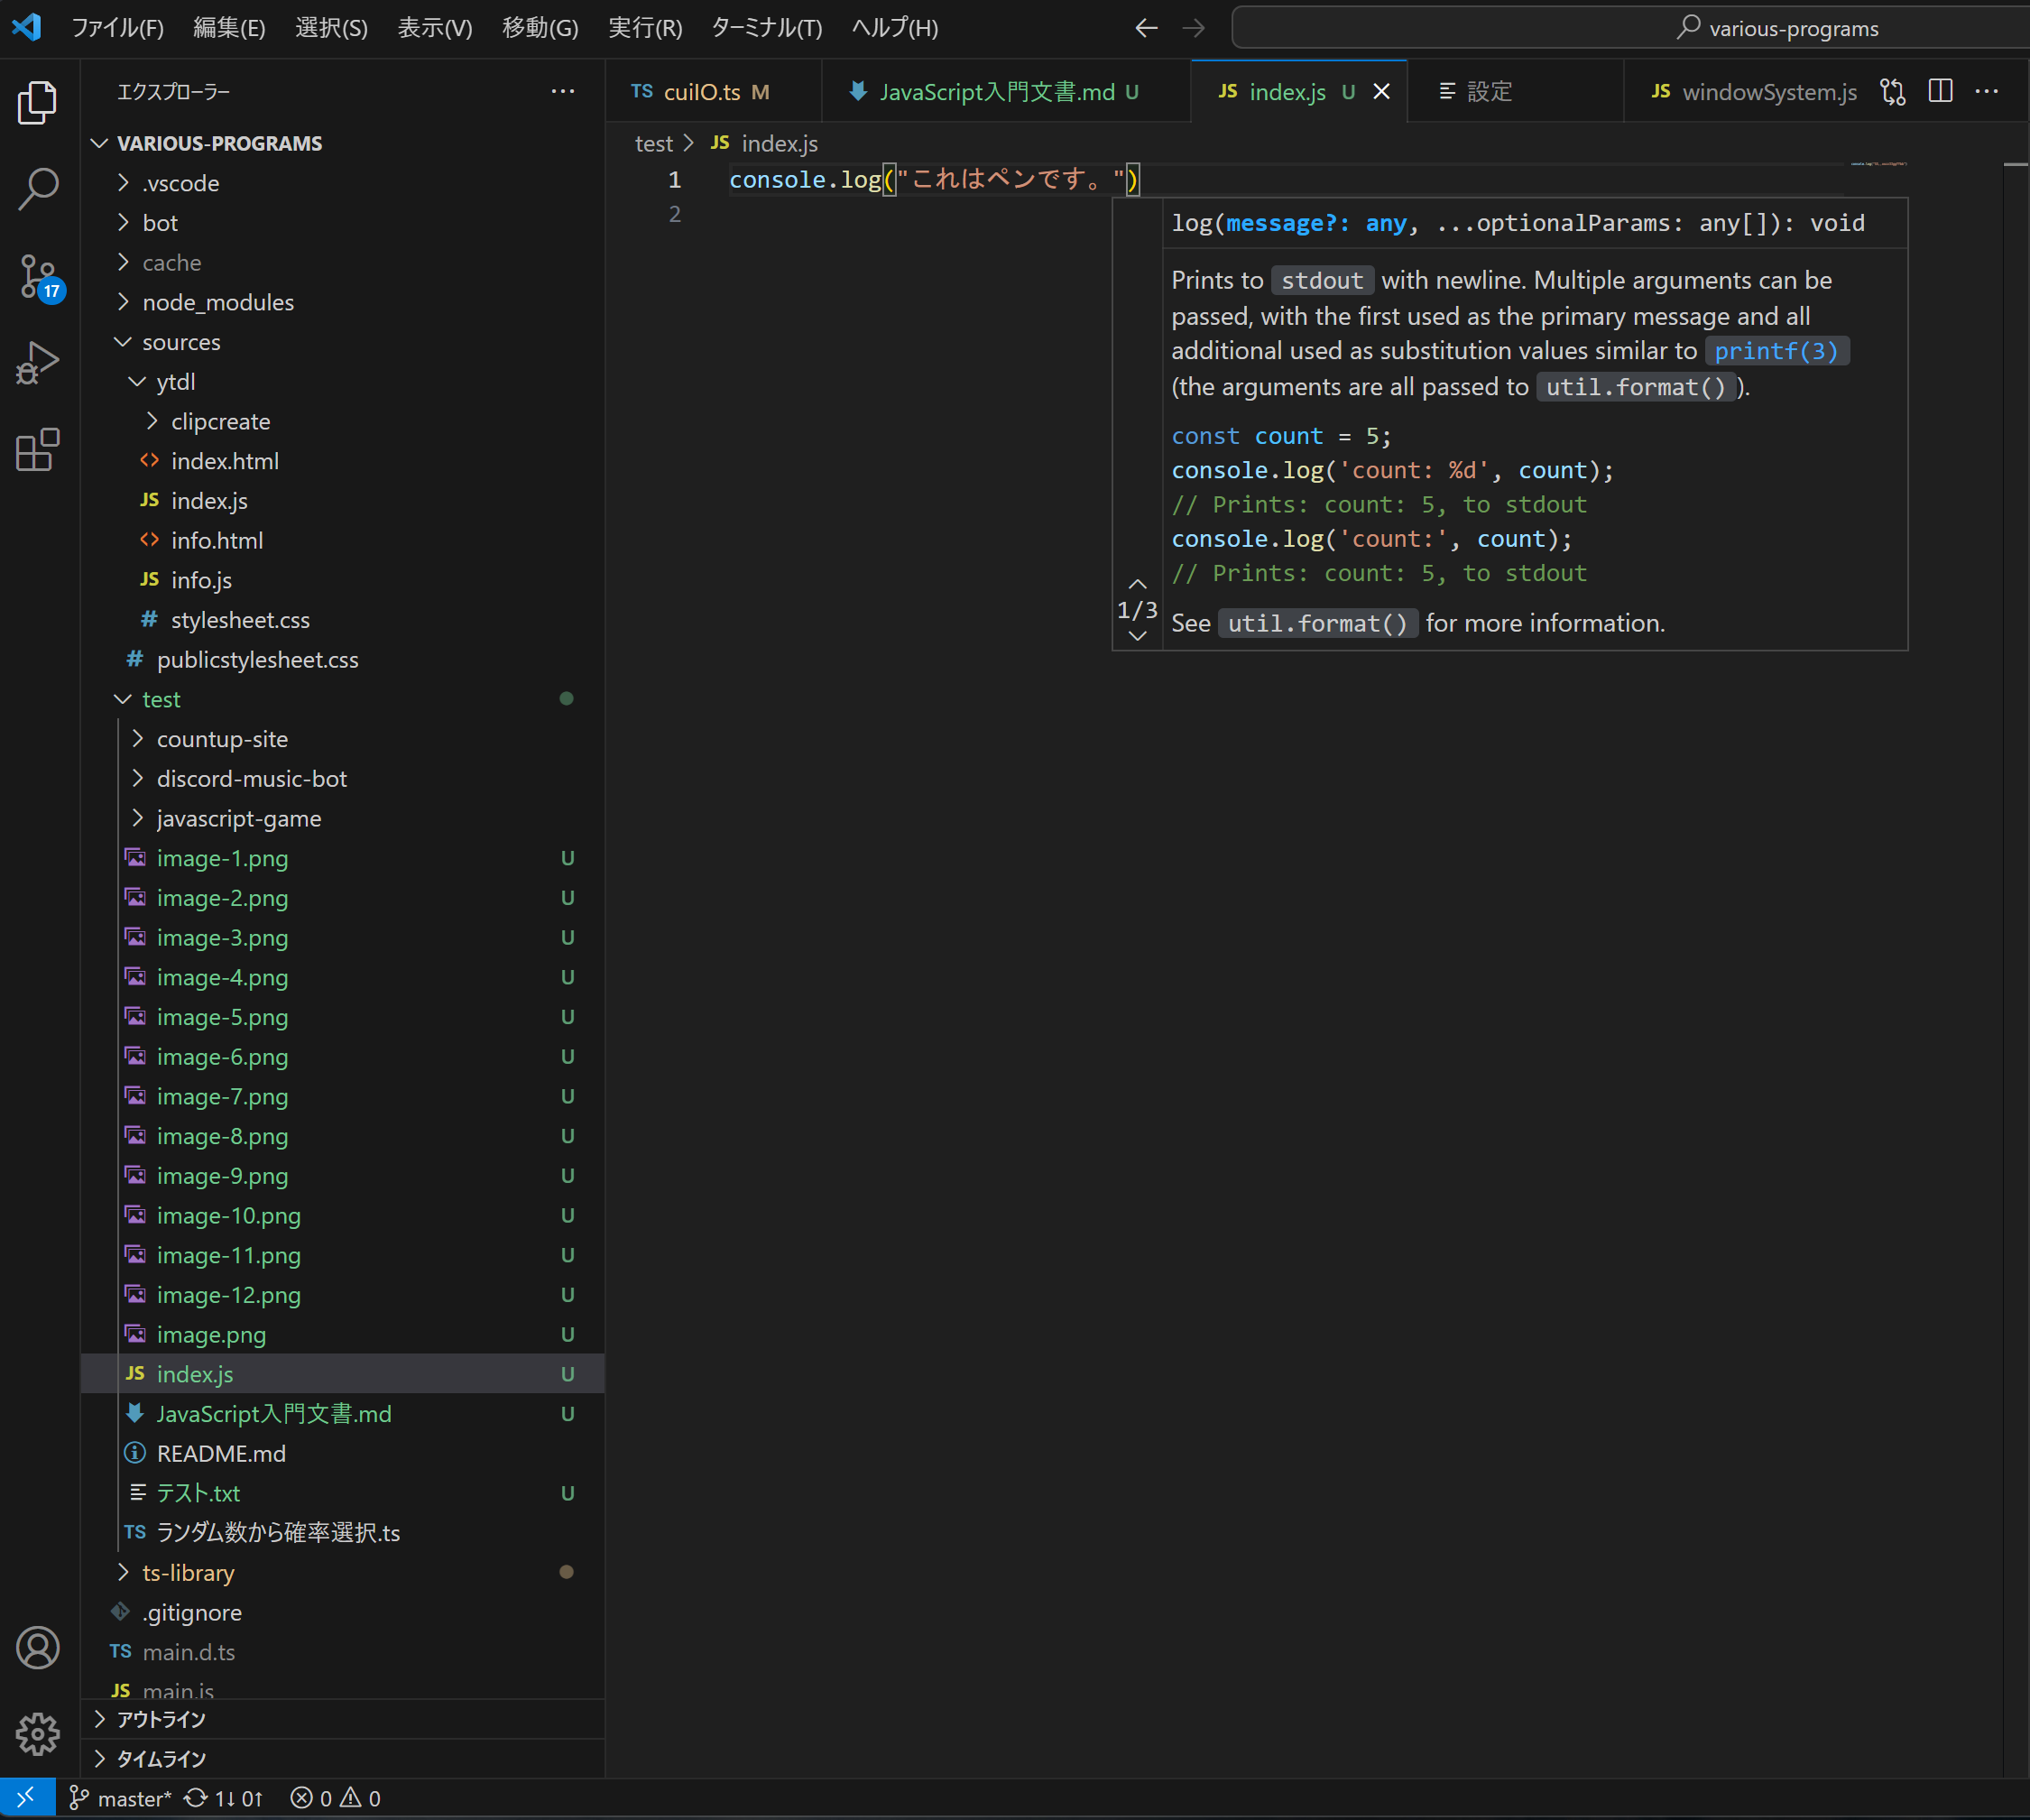 ファイル(F) 編集(E) 選択(S) 表示(V) 移動(G) 実行(R) ターミナル(T) ヘルプ(H) various-programs
エクスプローラー
TS cuiIO.ts M JavaScript入門文書.md U JS index.js U 設定 JS windowSystem.js
VARIOUS-PROGRAMS
.vscode
bot
cache
node_modules
sources
ytdl
clipcreate
index.html
JS index.js
info.html
JS info.js
# stylesheet.css
# publicstylesheet.css
test
countup-site
discord-music-bot
javascript-game
image-1.png U
image-2.png U
image-3.png U
image-4.png U
image-5.png U
image-6.png U
image-7.png U
image-8.png U
image-9.png U
image-10.png U
image-11.png U
image-12.png U
image.png U
JS index.js U
JavaScript入門文書.md U
README.md
テスト.txt U
TS ランダム数から確率選択.ts
ts-library
.gitignore
TS main.d.ts
JS main.js
アウトライン
タイムライン
17
test > JS index.js
1 console.log("これはペンです。")
2
log(message?: any, ...optionalParams: any[]): void
Prints to stdout with newline. Multiple arguments can be
passed, with the first used as the primary message and all
additional used as substitution values similar to printf(3)
(the arguments are all passed to util.format()).
const count = 5;
console.log('count: %d', count);
// Prints: count: 5, to stdout
console.log('count:', count);
// Prints: count: 5, to stdout
1/3
See util.format() for more information.
master* 1↓ 0↑ 0 0